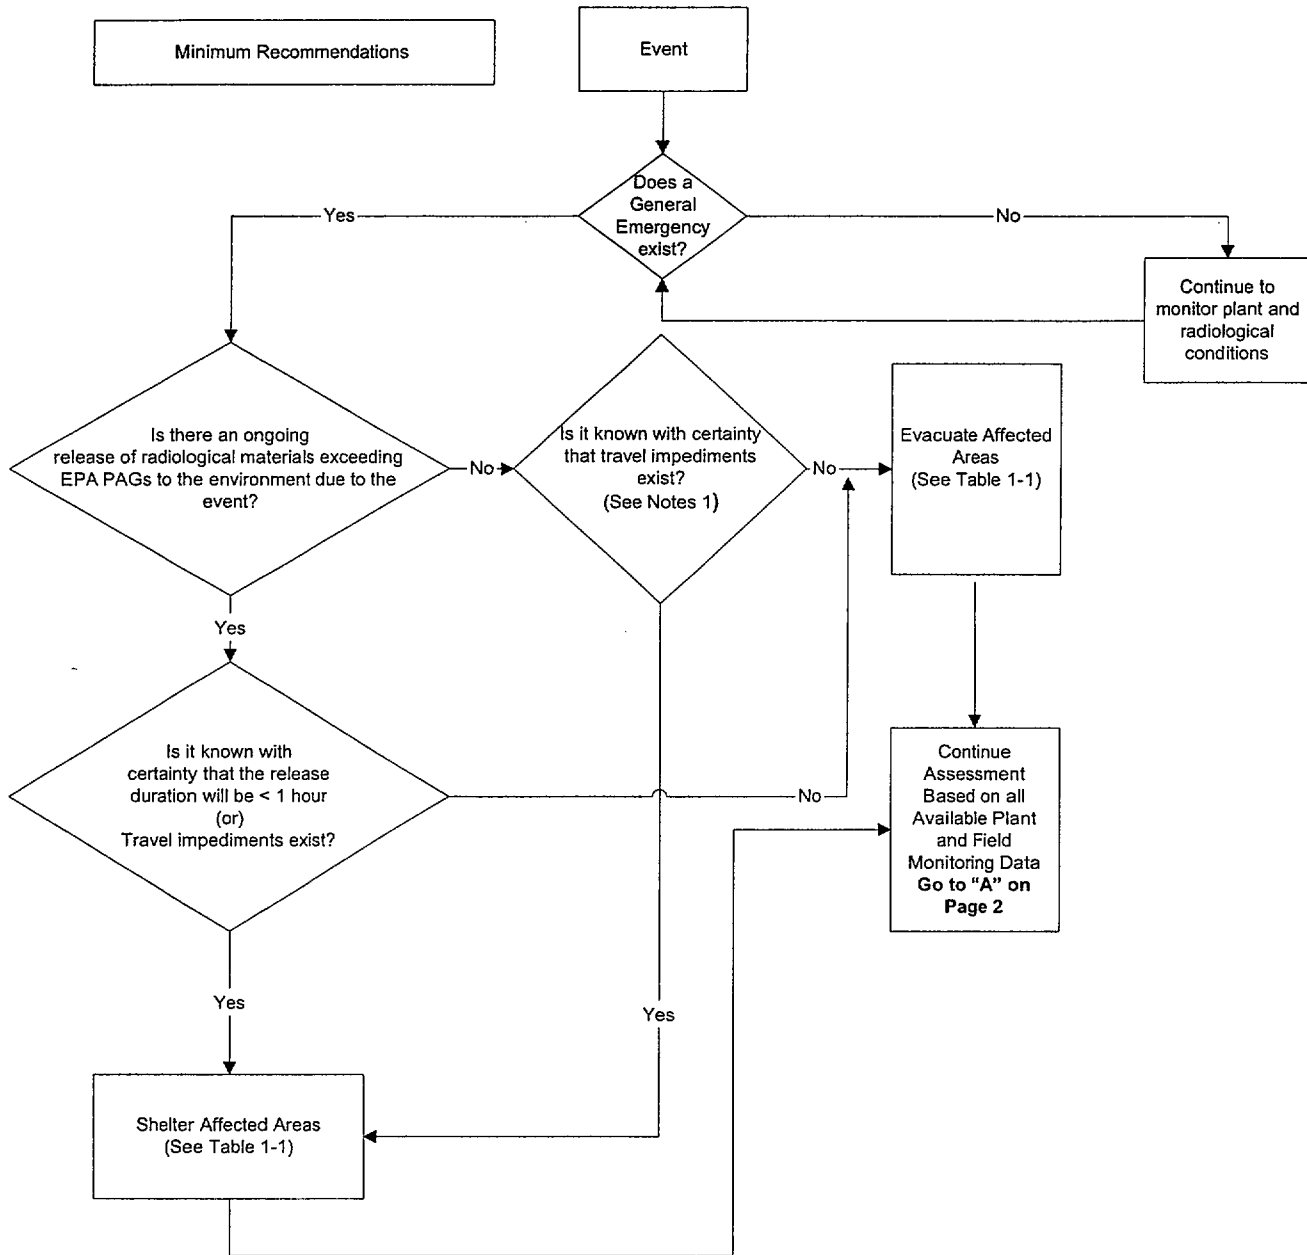 Minimum Recommendations
Event
Does a
General
Emergency
exist?
Yes
No
Continue to
monitor plant and
radiological
conditions
Is there an ongoing
release of radiological materials exceeding
EPA PAGs to the environment due to the
event?
No
Is it known with certainty
that travel impediments
exist?
(See Notes 1)
No
Evacuate Affected
Areas
(See Table 1-1)
Yes
Is it known with
certainty that the release
duration will be < 1 hour
(or)
Travel impediments exist?
No
Continue
Assessment
Based on all
Available Plant
and Field
Monitoring Data
Go to "A" on
Page 2
Yes
Yes
Shelter Affected Areas
(See Table 1-1)